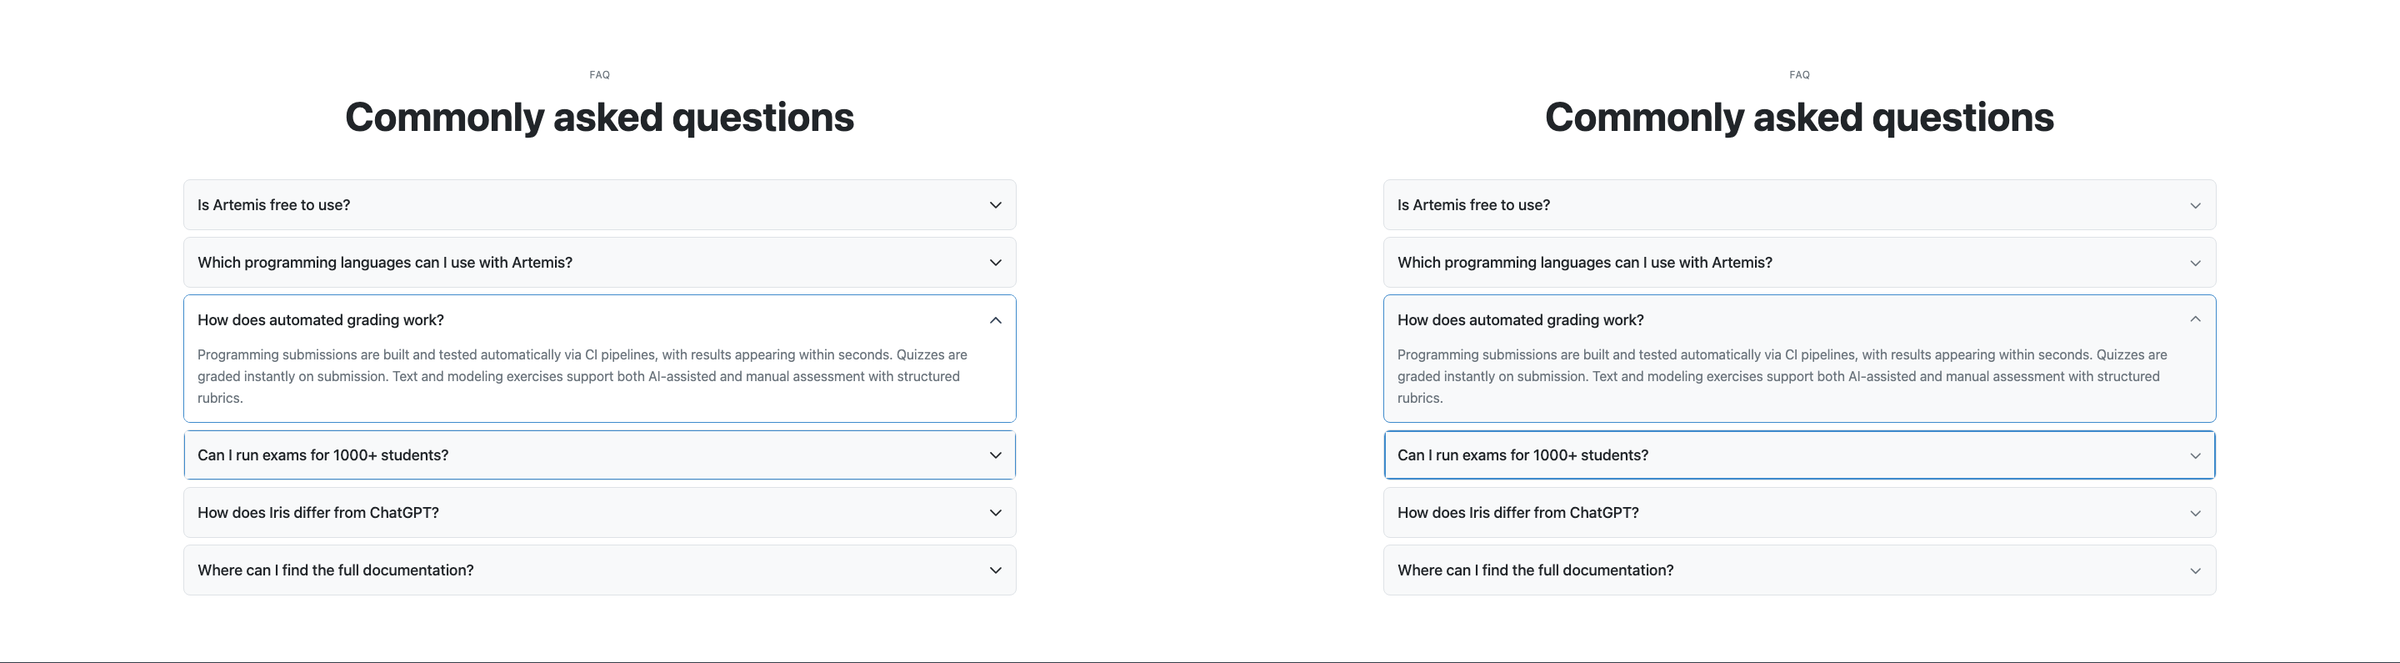 FAQ
Commonly asked questions
Is Artemis free to use?
Which programming languages can I use with Artemis?
How does automated grading work?
Programming submissions are built and tested automatically via CI pipelines, with results appearing within seconds. Quizzes are
graded instantly on submission. Text and modeling exercises support both AI-assisted and manual assessment with structured
rubrics.
Can I run exams for 1000+ students?
How does Iris differ from ChatGPT?
Where can I find the full documentation?
FAQ
Commonly asked questions
Is Artemis free to use?
Which programming languages can I use with Artemis?
How does automated grading work?
Programming submissions are built and tested automatically via CI pipelines, with results appearing within seconds. Quizzes are
graded instantly on submission. Text and modeling exercises support both AI-assisted and manual assessment with structured
rubrics.
Can I run exams for 1000+ students?
How does Iris differ from ChatGPT?
Where can I find the full documentation?